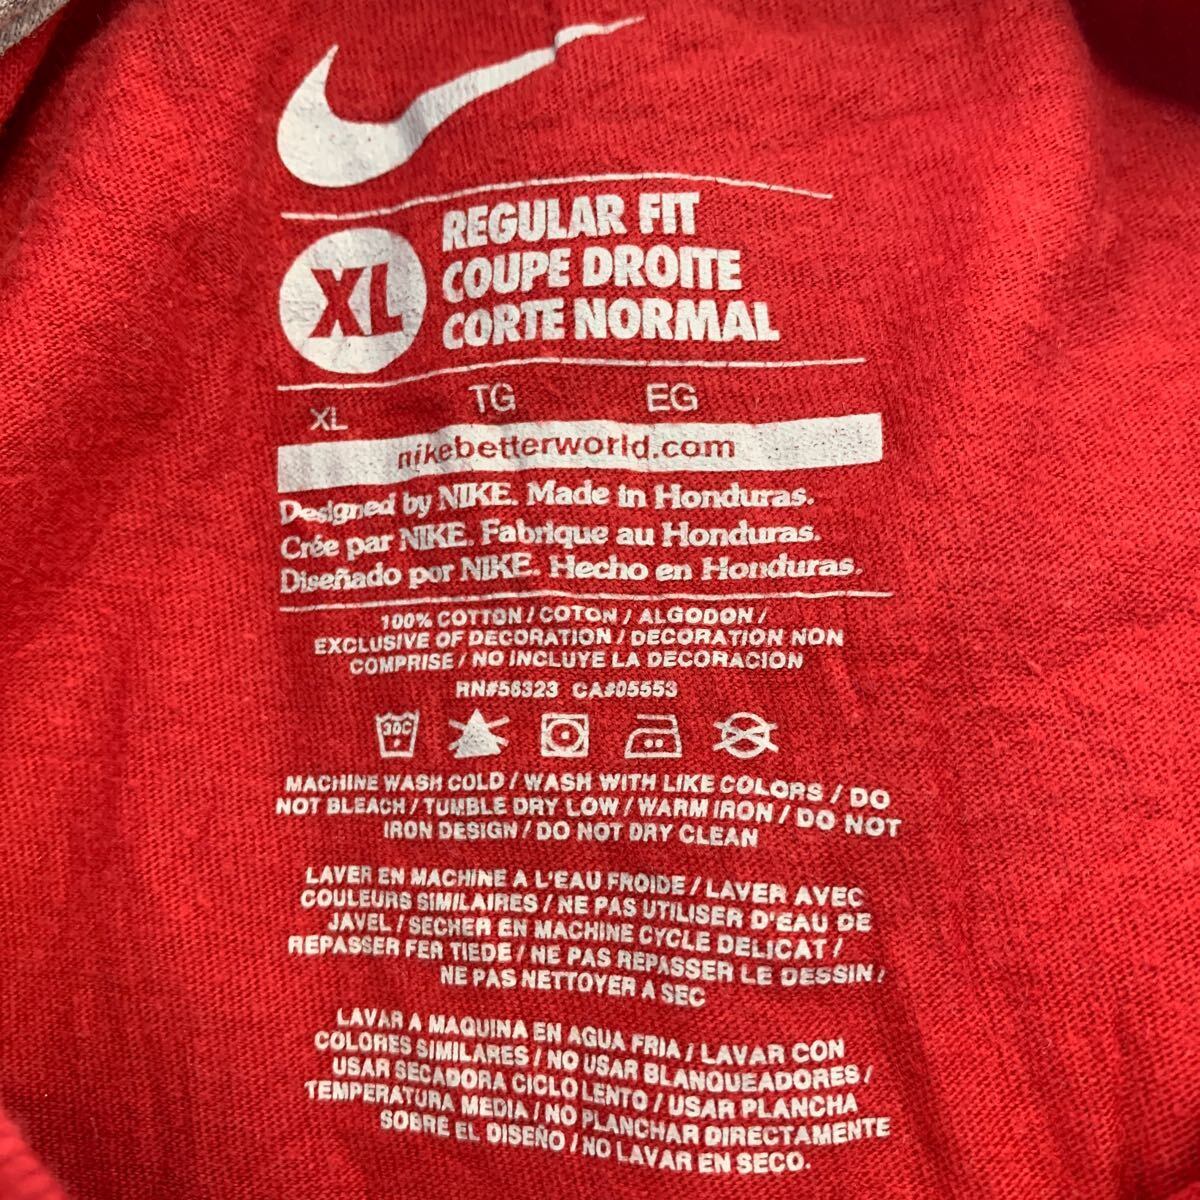 REGULAR FIT
COUPE DROITE
CORTE NORMAL
XL
XL TG EG
nikebetterworld.com
Designed by NIKE. Made in Honduras.
Crée par NIKE. Fabrique au Honduras.
Diseñado por NIKE. Hecho en Honduras.
100% COTTON / COTON / ALGODON /
EXCLUSIVE OF DECORATION / DECORATION NON
COMPRISE / NO INCLUYE LA DECORACIÓN
RN#56323 CA#05553
30C
MACHINE WASH COLD / WASH WITH LIKE COLORS / DO
NOT BLEACH / TUMBLE DRY LOW / WARM IRON / DO NOT
IRON DESIGN / DO NOT DRY CLEAN
LAVER EN MACHINE A L'EAU FROIDE / LAVER AVEC
COULEURS SIMILAIRES / NE PAS UTILISER D'EAU DE
JAVEL / SECHER EN MACHINE CYCLE DELICAT /
REPASSER FER TIEDE / NE PAS REPASSER LE DESSIN /
NE PAS NETTOYER A SEC
LAVAR A MAQUINA EN AGUA FRIA / LAVAR CON
COLORES SIMILARES / NO USAR BLANQUEADORES /
USAR SECADORA CICLO LENTO / USAR PLANCHA
TEMPERATURA MEDIA / NO PLANCHAR DIRECTAMENTE
SOBRE EL DISEÑO / NO LAVAR EN SECO.